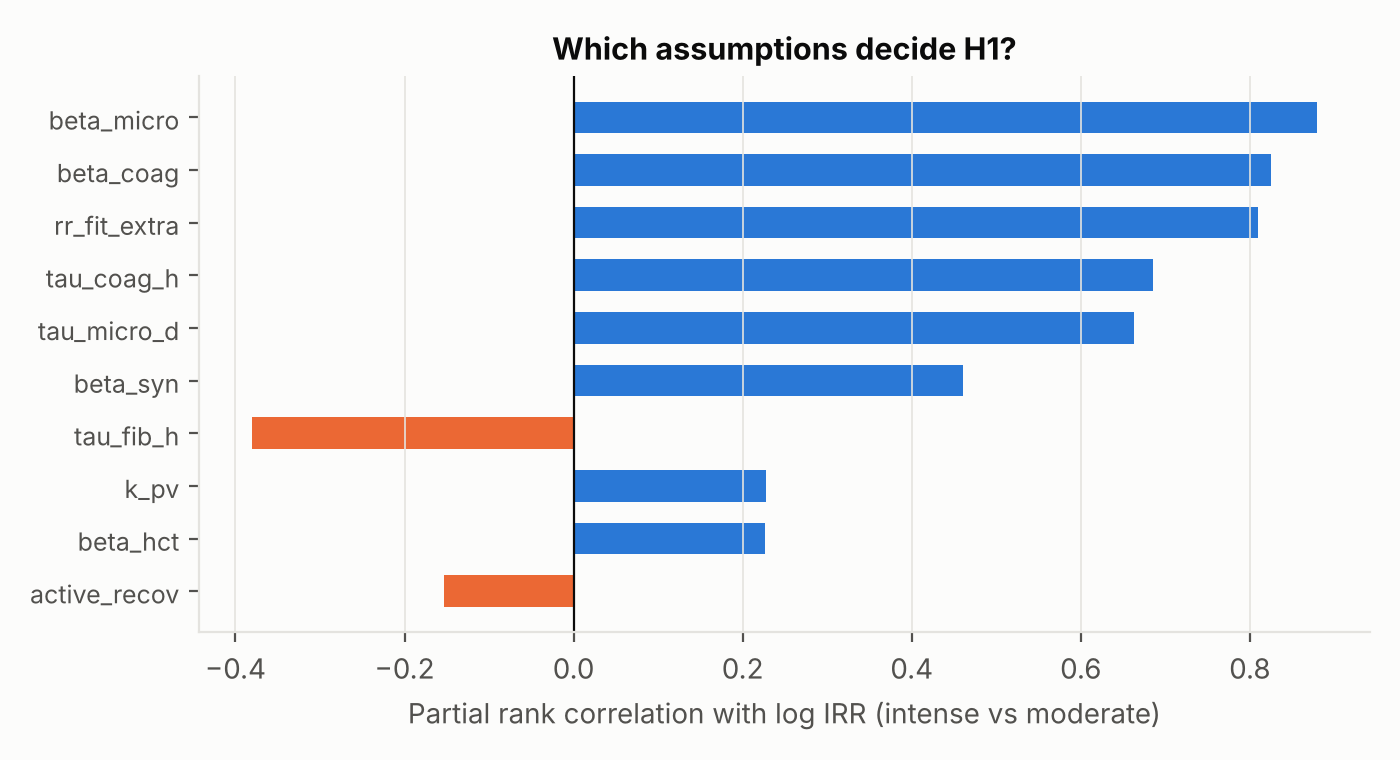 Which assumptions decide H1?
beta_micro
beta_coag
rr_fit_extra
tau_coag_h
tau_micro_d
beta_syn
tau_fib_h
k_pv
beta_hct
active_recov
−0.4 −0.2 0.0 0.2 0.4 0.6 0.8
Partial rank correlation with log IRR (intense vs moderate)